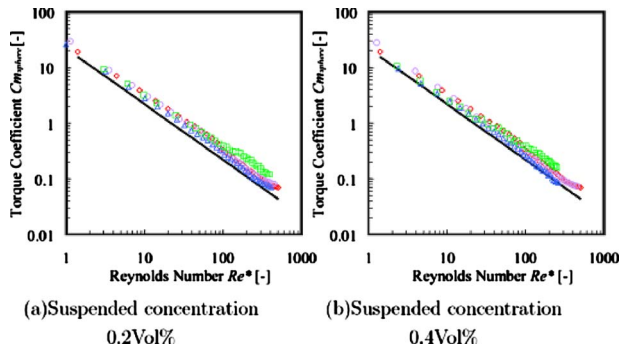 100
10
1
0.1
0.01
1 10 100 1000
Torque Coefficient Cm_sphere [-]
Reynolds Number Re* [-]
(a)Suspended concentration
0.2Vol%
100
10
1
0.1
0.01
1 10 100 1000
Torque Coefficient Cm_sphere [-]
Reynolds Number Re* [-]
(b)Suspended concentration
0.4Vol%